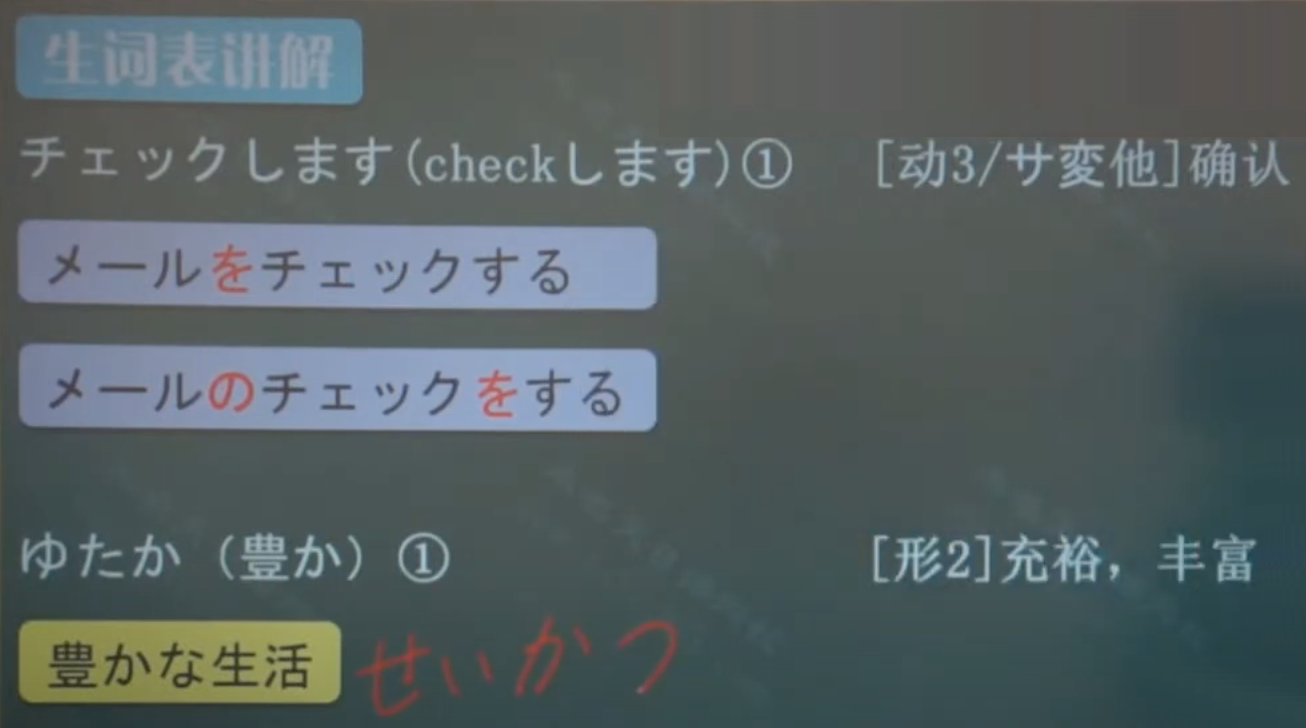 生词表讲解
チェックします(checkします)① [动3/サ変他]确认
メールをチェックする
メールのチェックをする
ゆたか（豊か）① [形2]充裕，丰富
豊かな生活 せいかつ